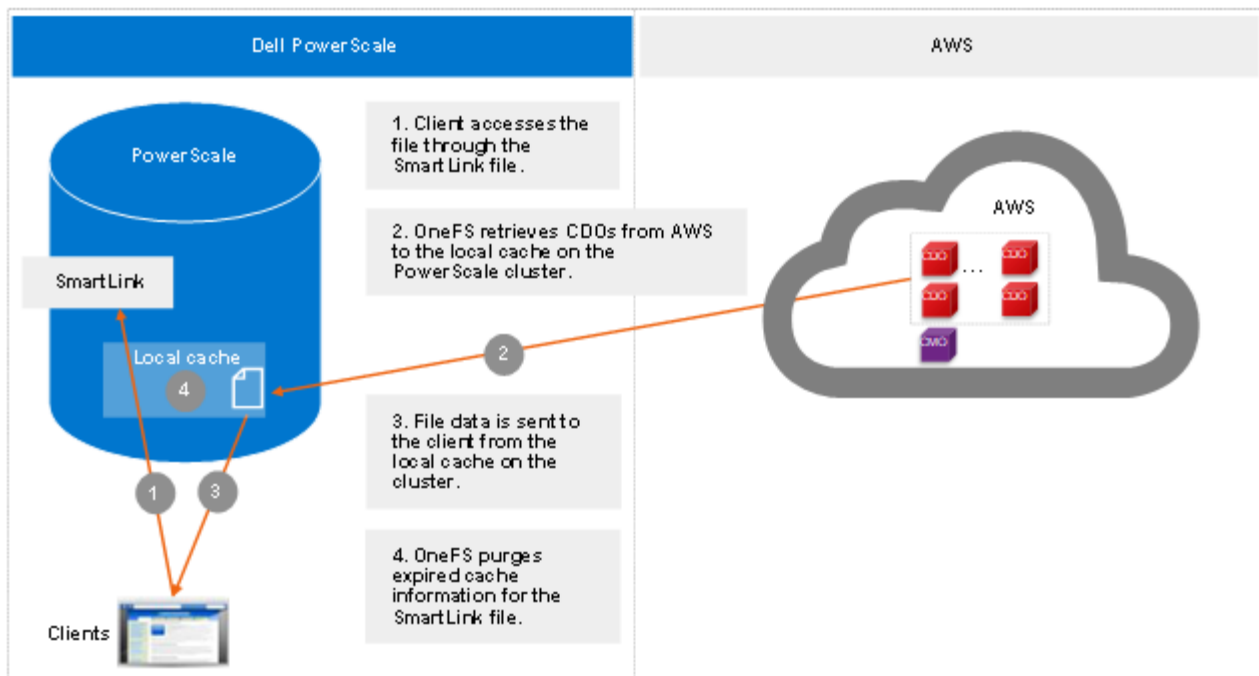 Dell PowerScale
AWS
PowerScale
1. Client accesses the
file through the
SmartLink file.
2. OneFS retrieves CDOs from AWS
to the local cache on the
PowerScale cluster.
AWS
CDO
...
CDO
CDO
CDO
CMO
SmartLink
2
Local cache
4
3. File data is sent to
the client from the
local cache on the
cluster.
1
3
4. OneFS purges
expired cache
information for the
SmartLink file.
Clients